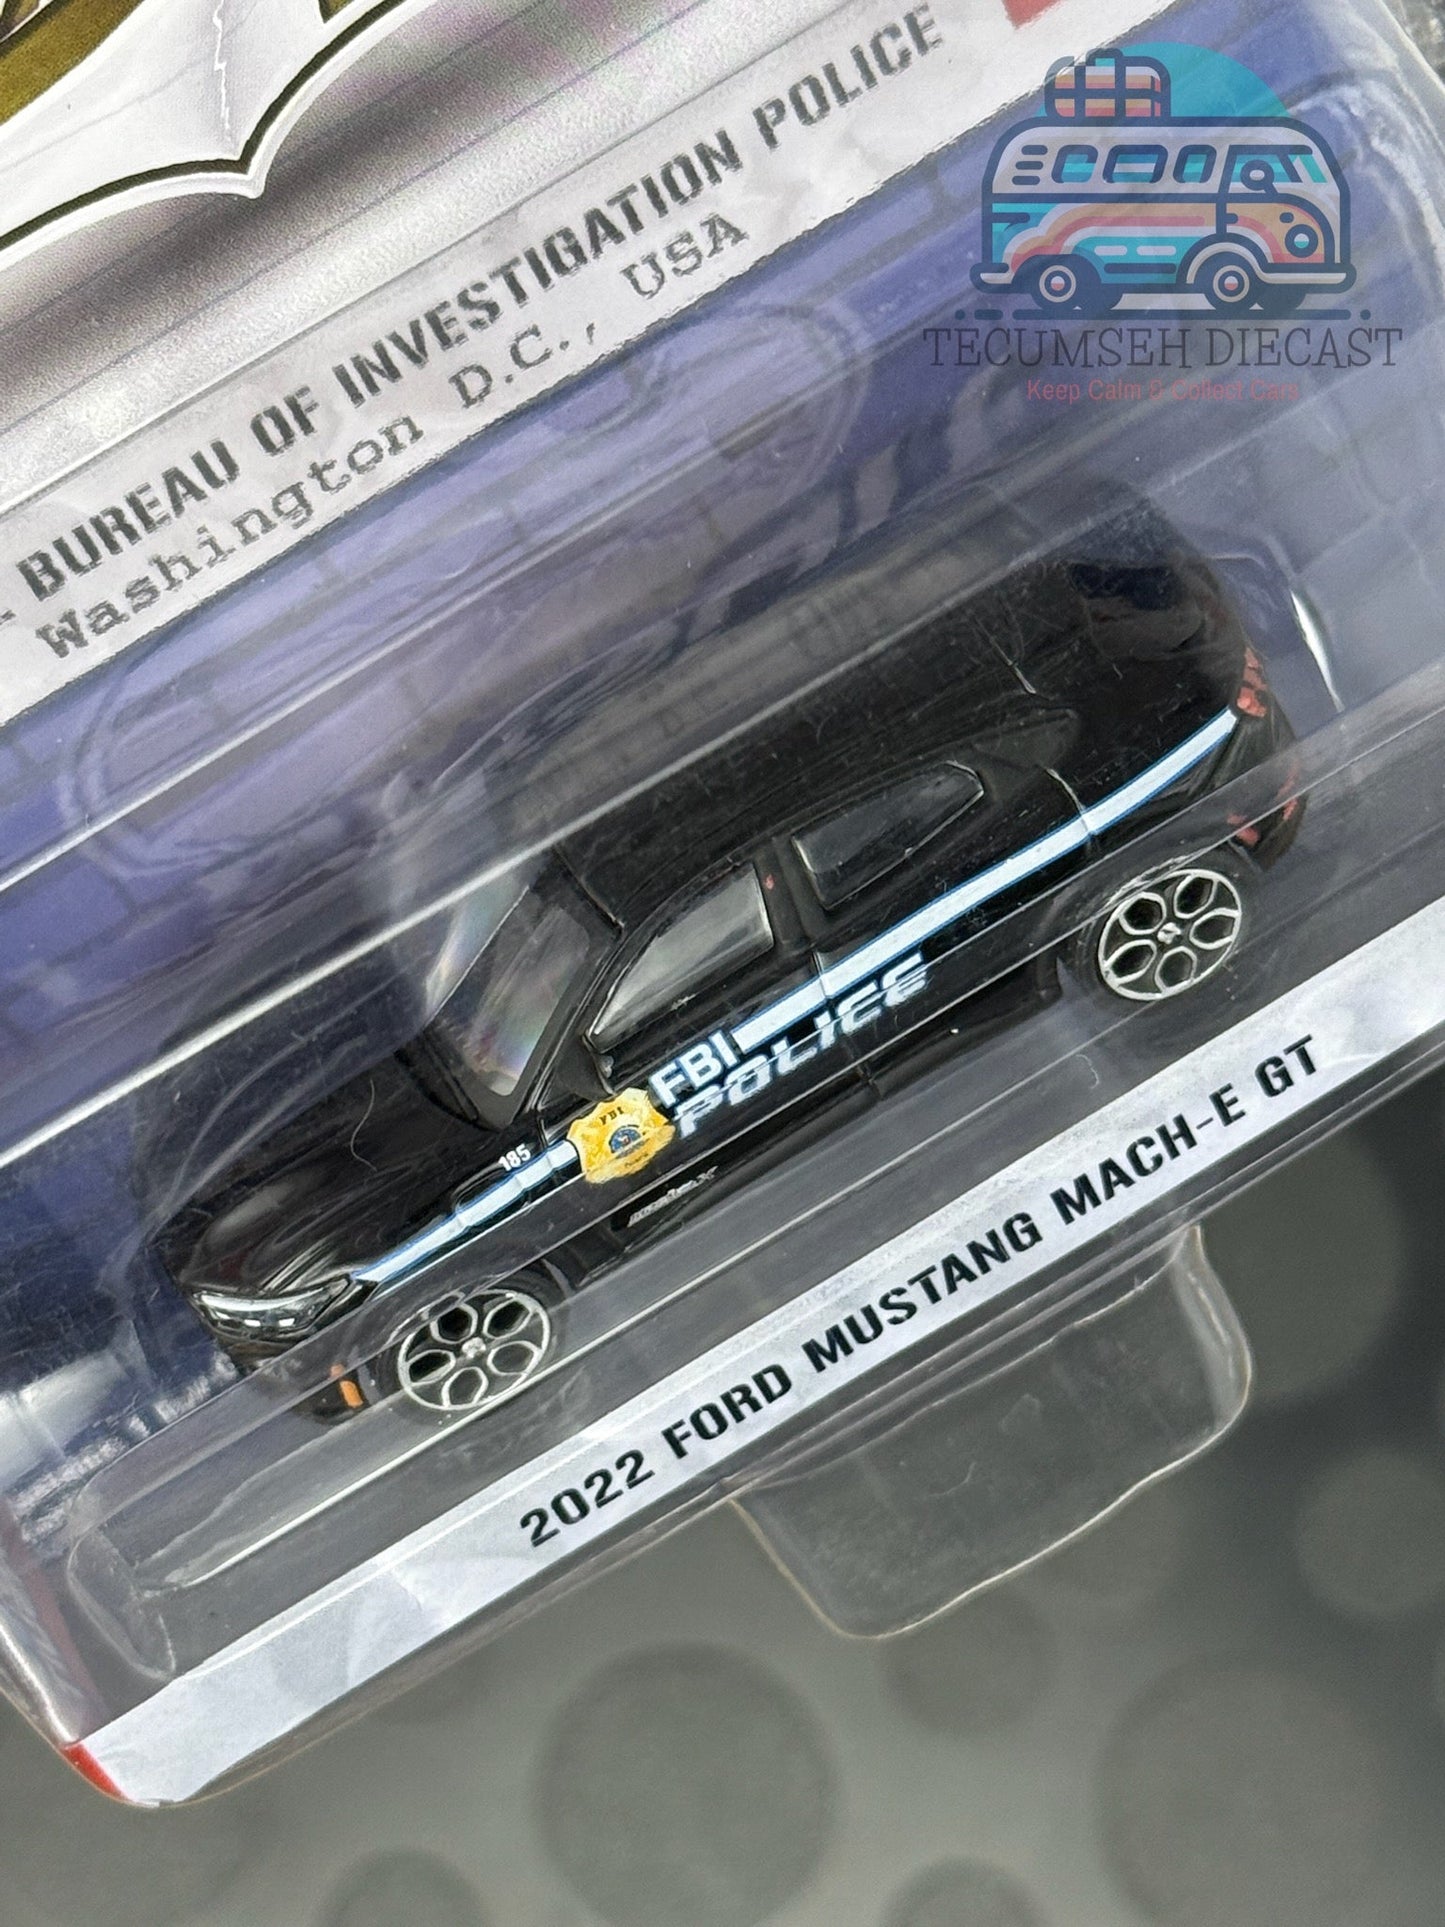 BUREAU OF INVESTIGATION POLICE
Washington D.C., USA
TECUMSEH DIECAST
Keep Calm & Collect Cars
FBI
POLICE
FBI
185
2022 FORD MUSTANG MACH-E GT